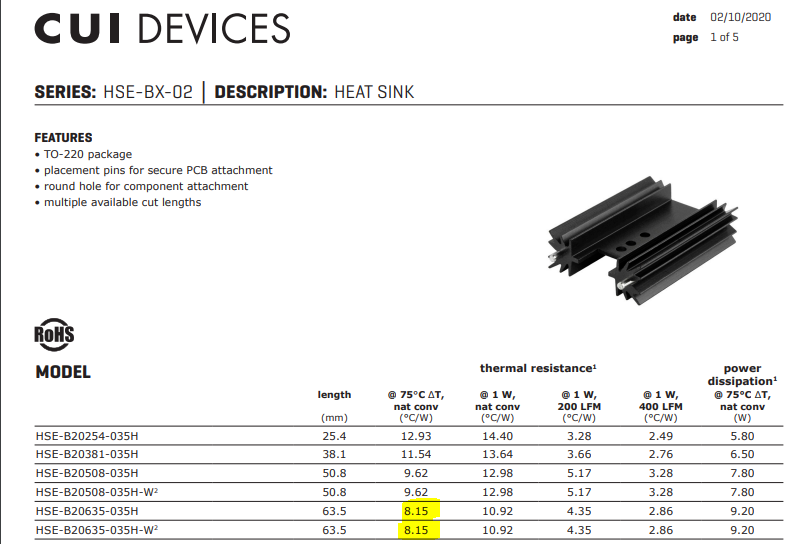 CUI DEVICES
date 02/10/2020
page 1 of 5
SERIES: HSE-BX-02 | DESCRIPTION: HEAT SINK
FEATURES
• TO-220 package
• placement pins for secure PCB attachment
• round hole for component attachment
• multiple available cut lengths
RoHS
MODEL
thermal resistance¹ power dissipation¹
length @ 75°C ΔT, nat conv @ 1 W, nat conv @ 1 W, 200 LFM @ 1 W, 400 LFM @ 75°C ΔT, nat conv
(mm) (°C/W) (°C/W) (°C/W) (°C/W) (W)
HSE-B20254-035H 25.4 12.93 14.40 3.28 2.49 5.80
HSE-B20381-035H 38.1 11.54 13.64 3.66 2.76 6.50
HSE-B20508-035H 50.8 9.62 12.98 5.17 3.28 7.80
HSE-B20508-035H-W² 50.8 9.62 12.98 5.17 3.28 7.80
HSE-B20635-035H 63.5 8.15 10.92 4.35 2.86 9.20
HSE-B20635-035H-W² 63.5 8.15 10.92 4.35 2.86 9.20